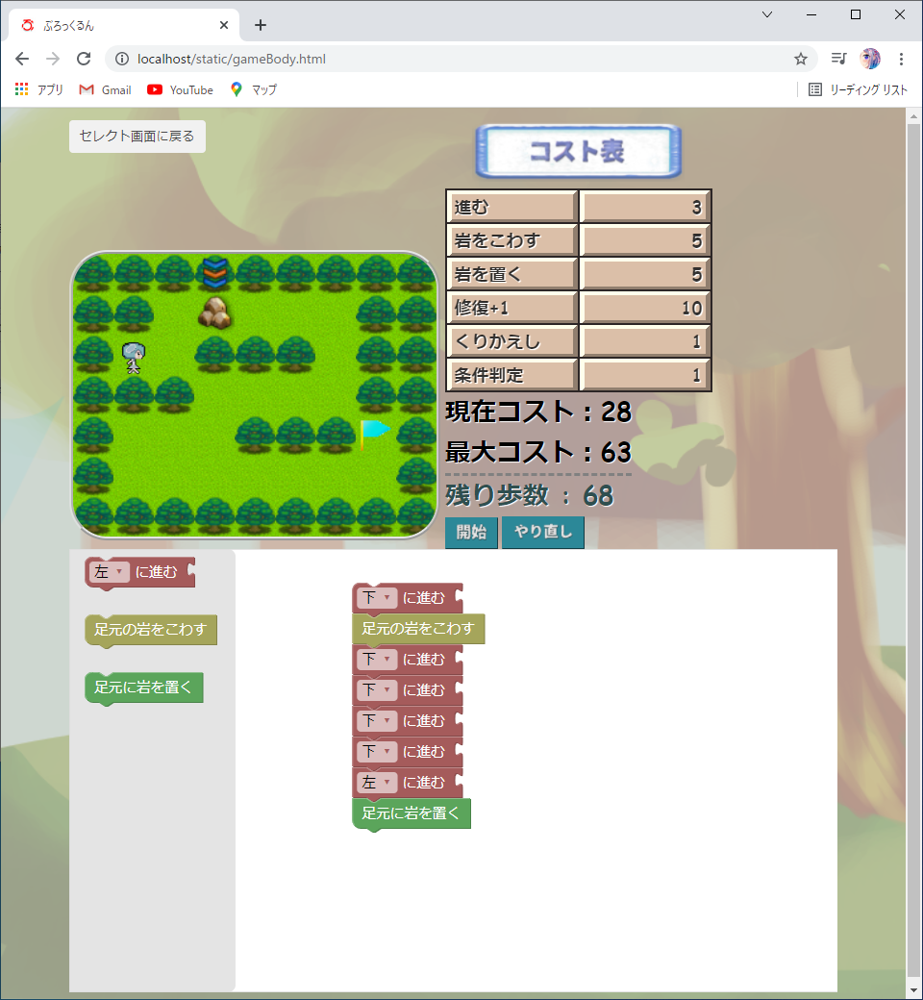 ぷろっくるん
localhost/static/gameBody.html
アプリ
Gmail
YouTube
マップ
リーディング リスト
セレクト画面に戻る
コスト表
進む 3
岩をこわす 5
岩を置く 5
修復+1 10
くりかえし 1
条件判定 1
現在コスト：28
最大コスト：63
残り歩数 : 68
開始
やり直し
左 に進む
足元の岩をこわす
足元に岩を置く
下 に進む
足元の岩をこわす
下 に進む
下 に進む
下 に進む
下 に進む
左 に進む
足元に岩を置く